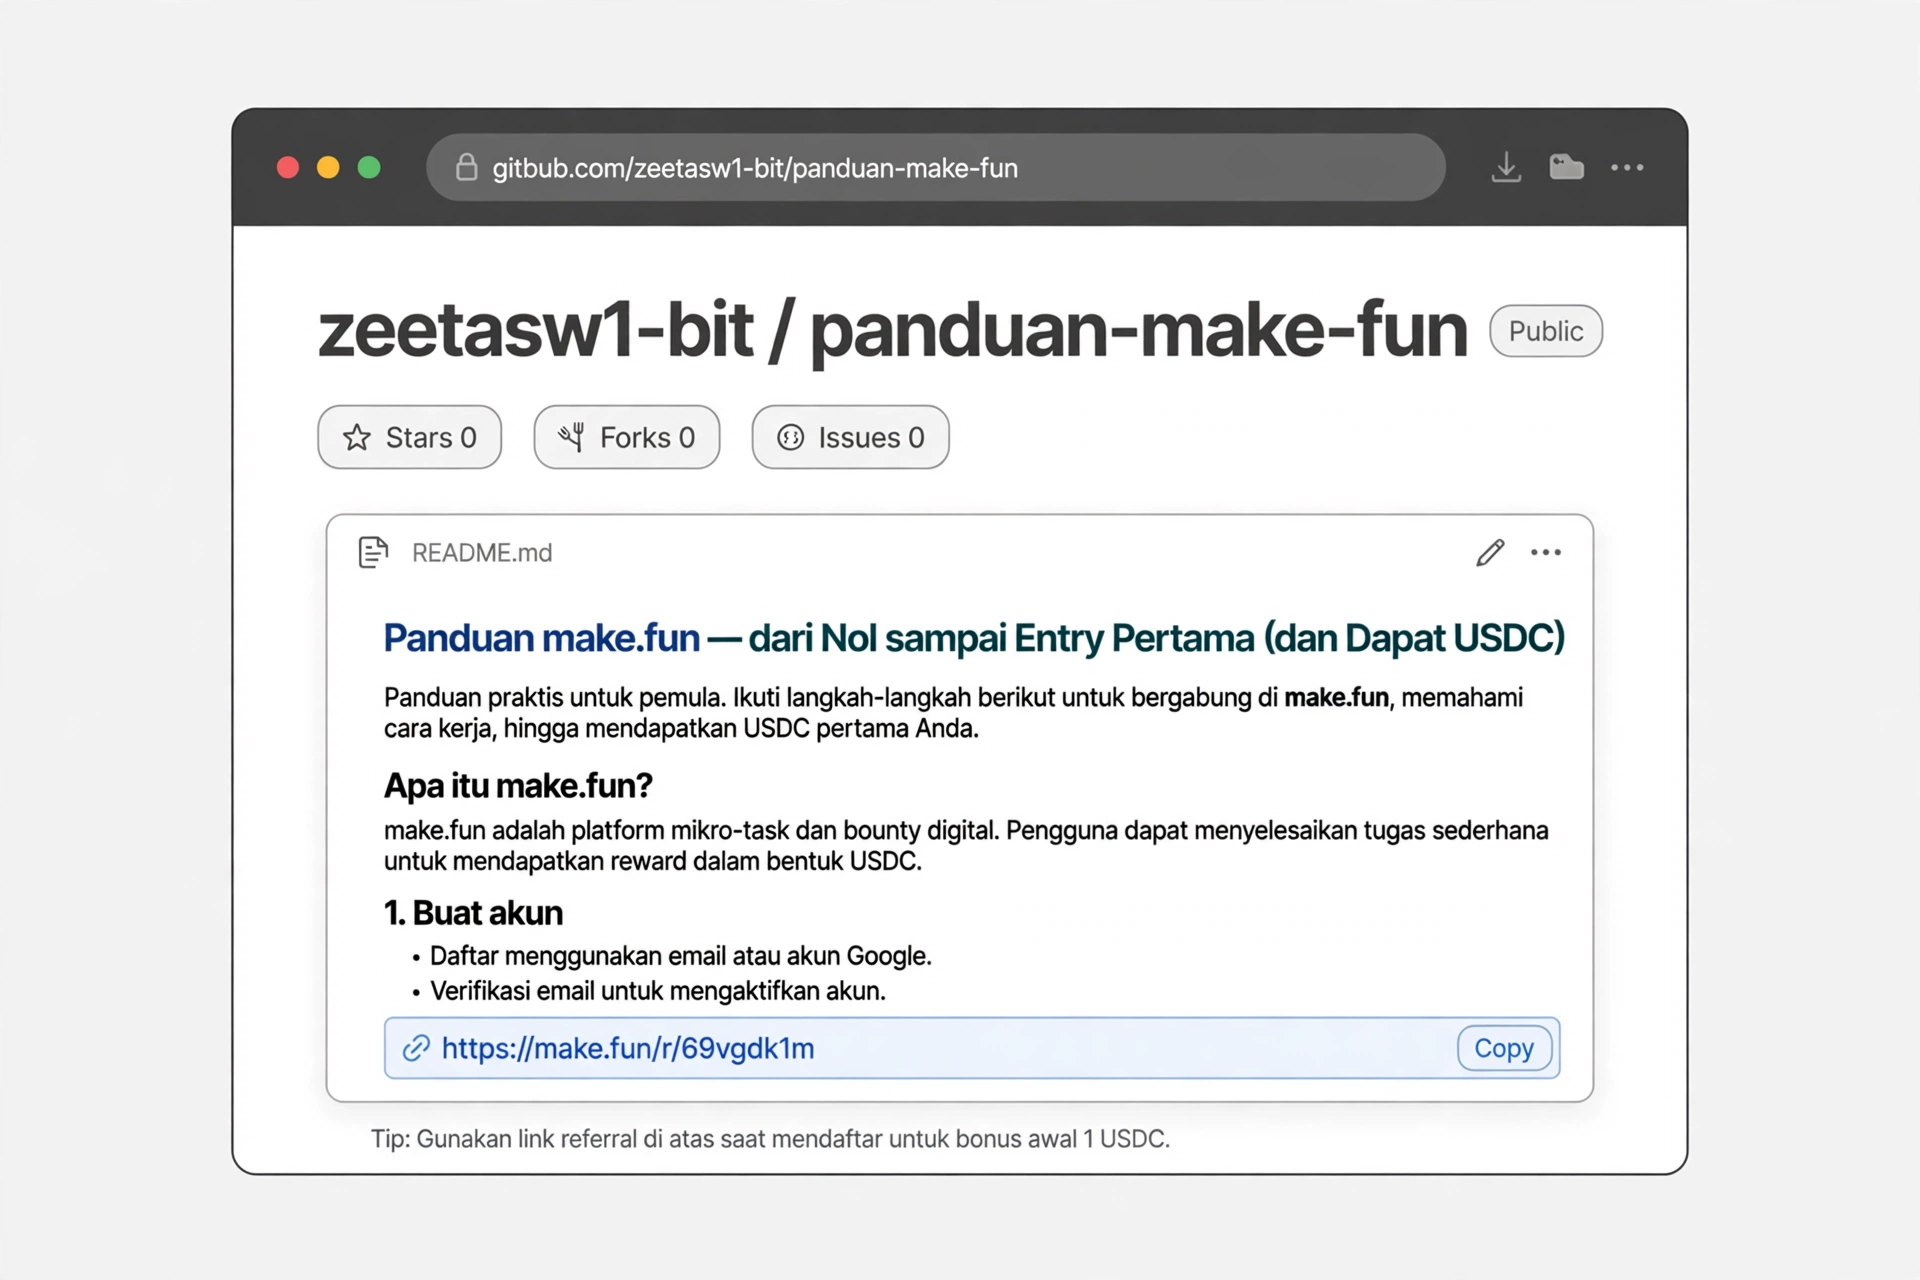 gitbub.com/zeetasw1-bit/panduan-make-fun
zeetasw1-bit / panduan-make-fun
Public
Stars 0
Forks 0
Issues 0
README.md
Panduan make.fun — dari Nol sampai Entry Pertama (dan Dapat USDC)
Panduan praktis untuk pemula. Ikuti langkah-langkah berikut untuk bergabung di make.fun, memahami
cara kerja, hingga mendapatkan USDC pertama Anda.
Apa itu make.fun?
make.fun adalah platform mikro-task dan bounty digital. Pengguna dapat menyelesaikan tugas sederhana
untuk mendapatkan reward dalam bentuk USDC.
1. Buat akun
• Daftar menggunakan email atau akun Google.
• Verifikasi email untuk mengaktifkan akun.
https://make.fun/r/69vgdk1m
Copy
Tip: Gunakan link referral di atas saat mendaftar untuk bonus awal 1 USDC.